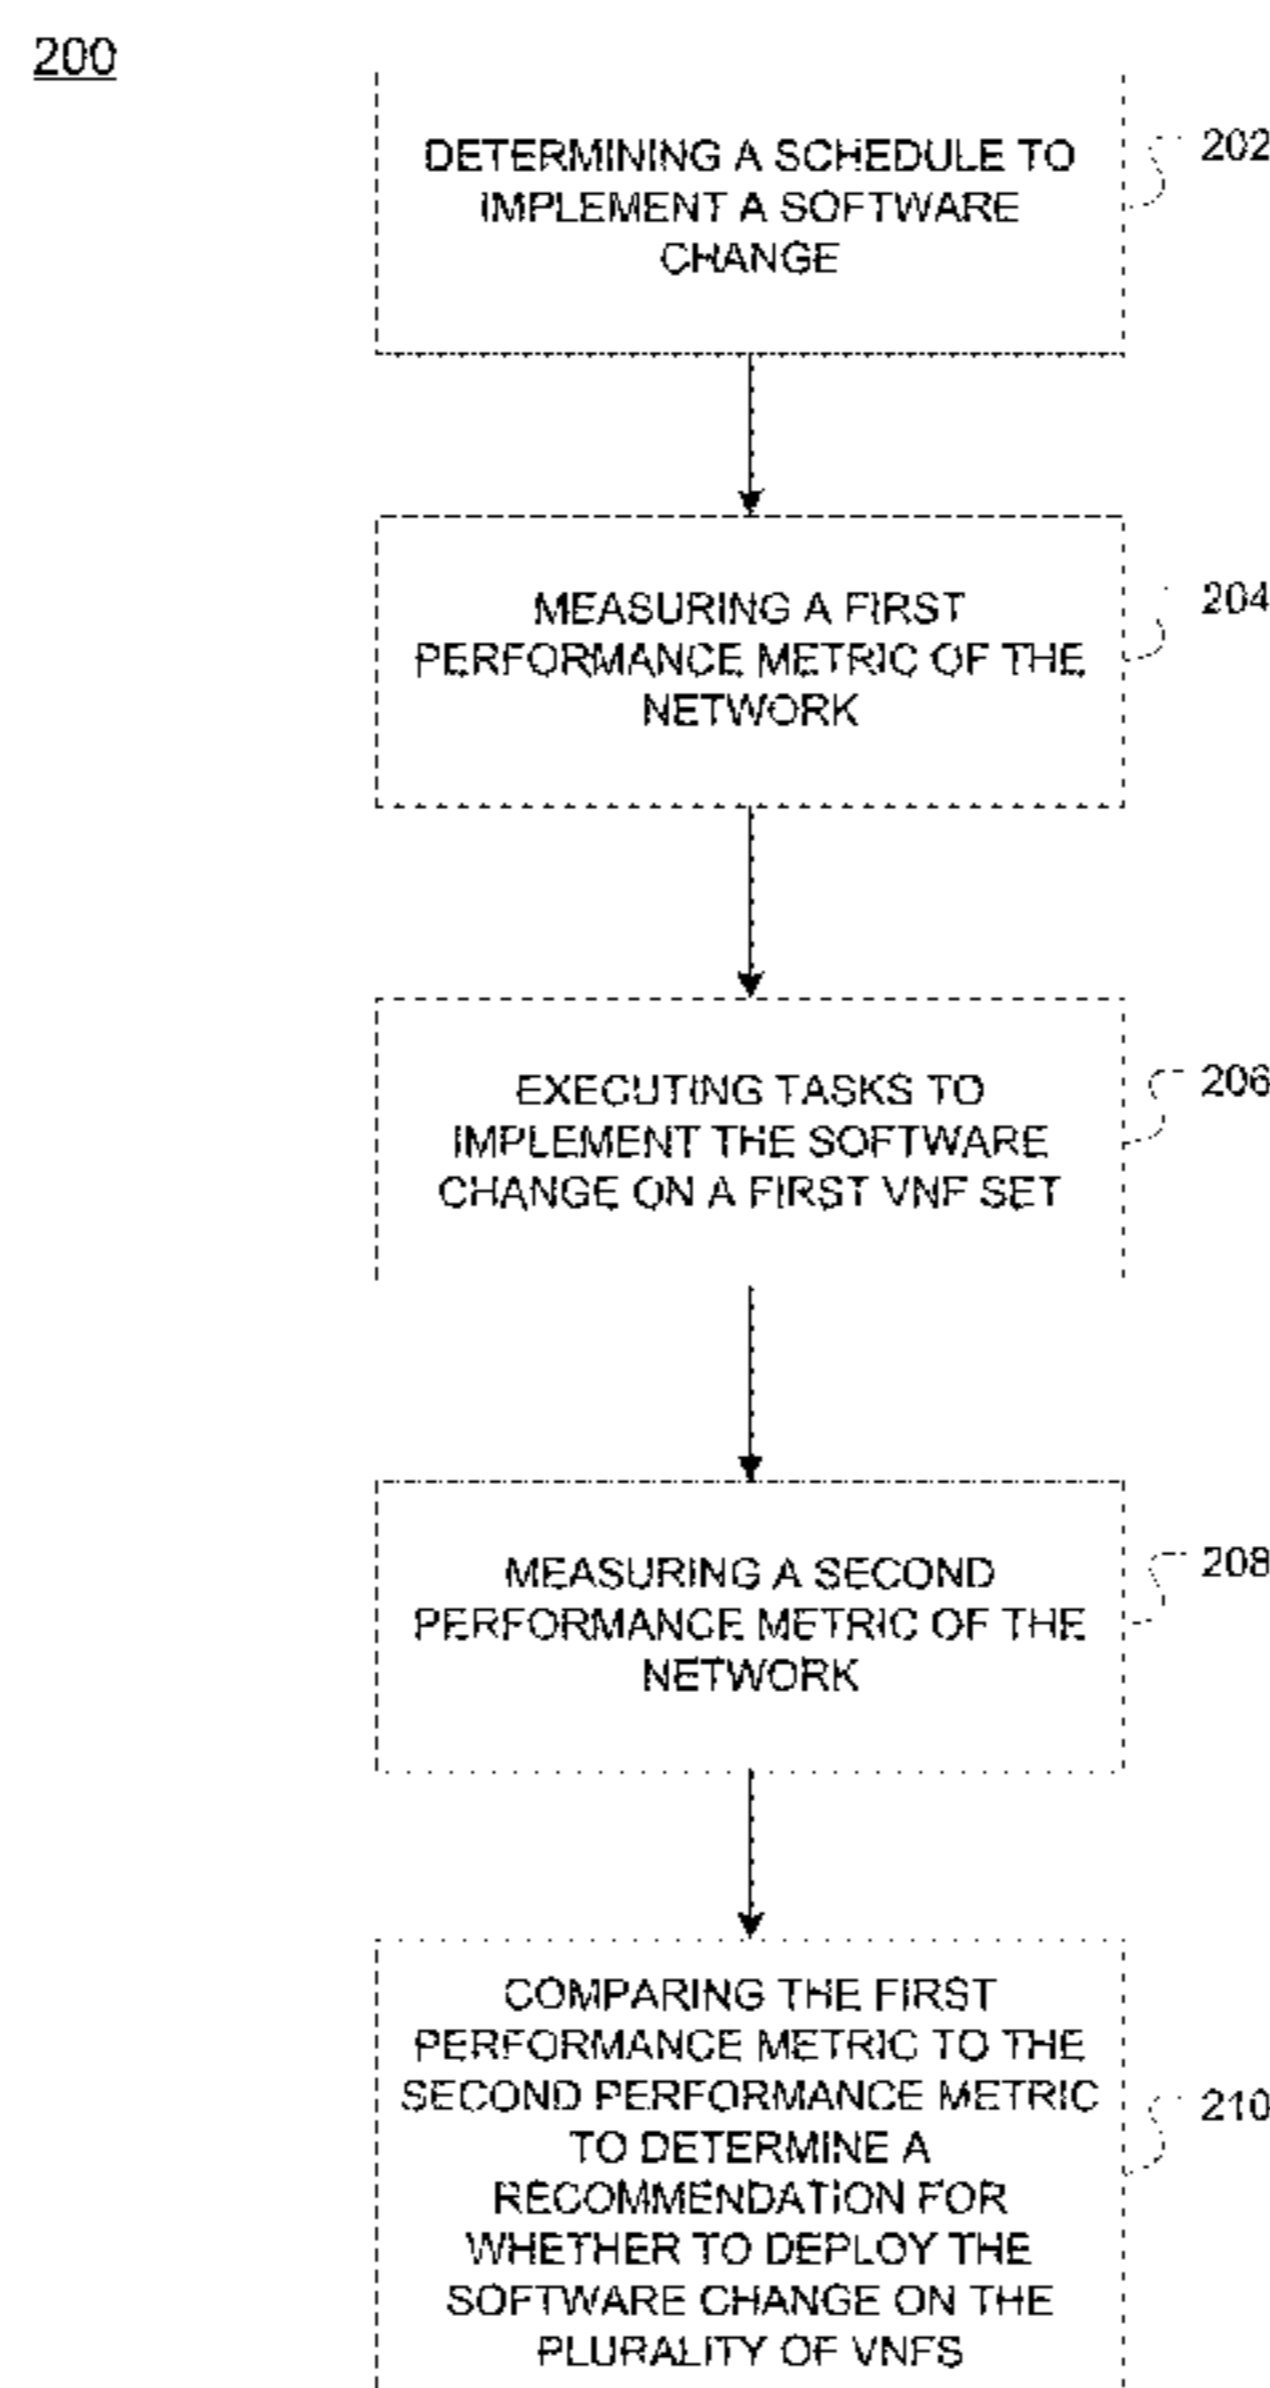 200
DETERMINING A SCHEDULE TO
IMPLEMENT A SOFTWARE
CHANGE
202
MEASURING A FIRST
PERFORMANCE METRIC OF THE
NETWORK
204
EXECUTING TASKS TO
IMPLEMENT THE SOFTWARE
CHANGE ON A FIRST VNF SET
206
MEASURING A SECOND
PERFORMANCE METRIC OF THE
NETWORK
208
COMPARING THE FIRST
PERFORMANCE METRIC TO THE
SECOND PERFORMANCE METRIC
TO DETERMINE A
RECOMMENDATION FOR
WHETHER TO DEPLOY THE
SOFTWARE CHANGE ON THE
PLURALITY OF VNFS
210